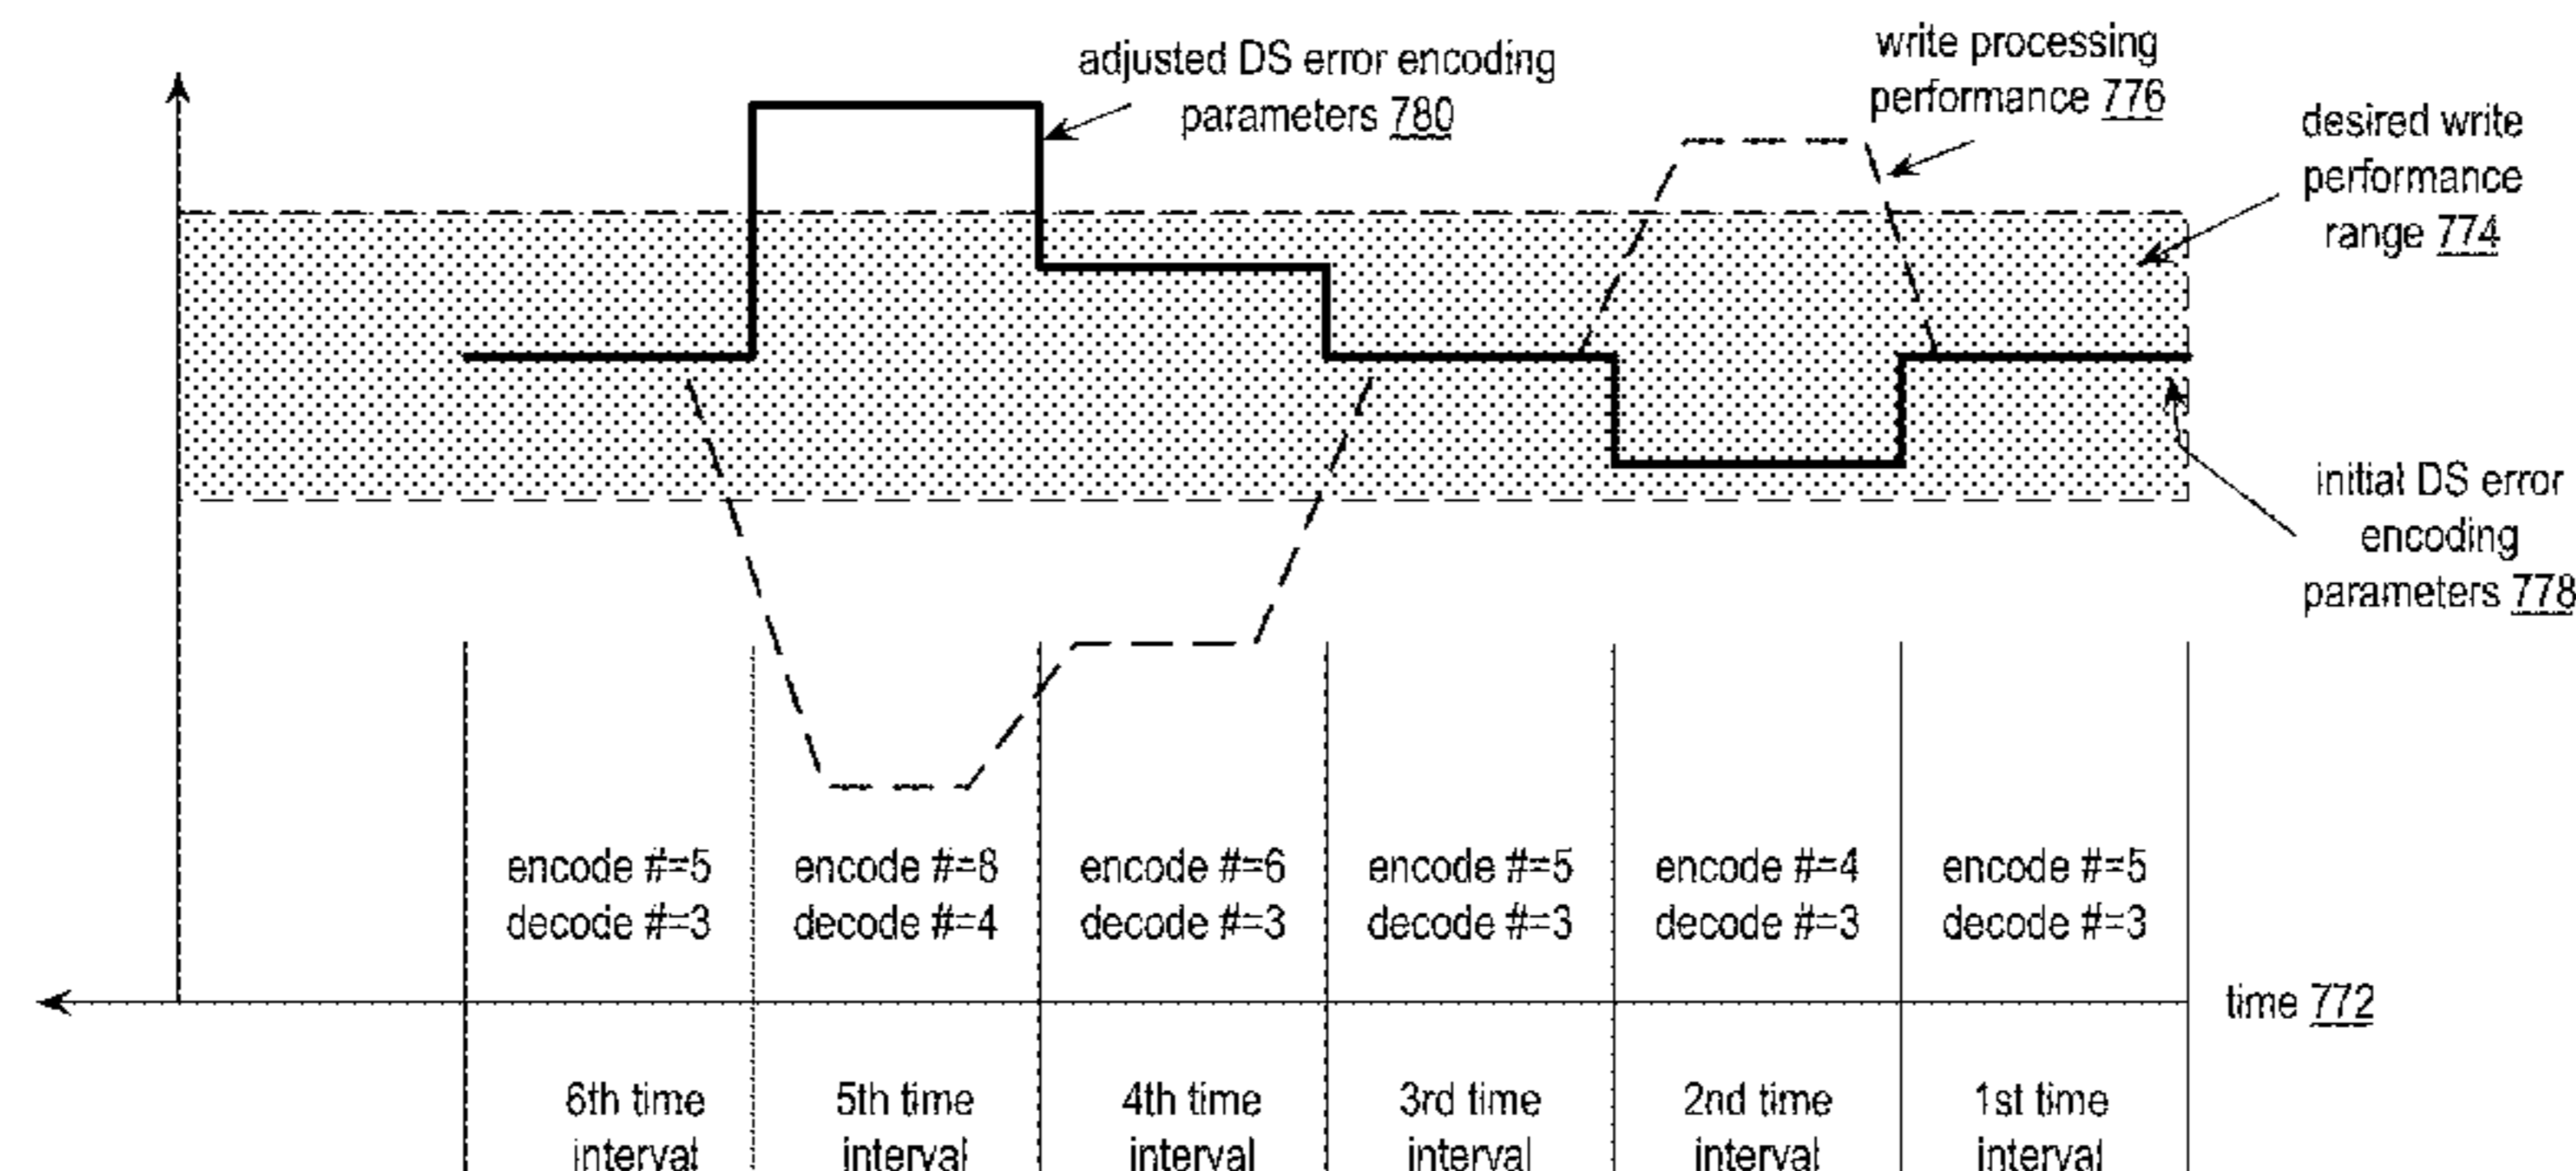 adjusted DS error encoding
parameters 780
write processing
performance 776
desired write
performance
range 774
initial DS error
encoding
parameters 778
encode #=5
decode #=3
encode #=8
decode #=4
encode #=6
decode #=3
encode #=5
decode #=3
encode #=4
decode #=3
encode #=5
decode #=3
time 772
6th time
interval
5th time
interval
4th time
interval
3rd time
interval
2nd time
interval
1st time
interval